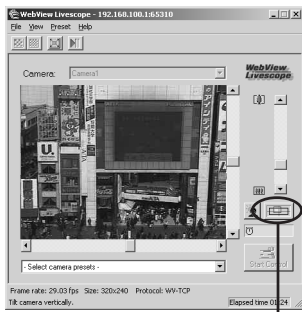 WebView Livescope - 192.168.100.1:65310
File View Preset Help
WebView
Livescope
Camera: Camera1
- Select camera presets -
Start Control
Frame rate: 29.03 fps Size: 320x240 Protocol: WV-TCP
Tilt camera vertically.
Elapsed time 01:24